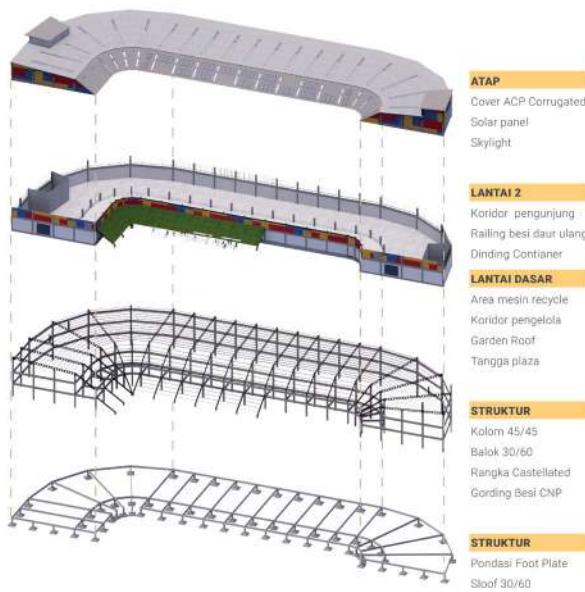 ATAP
Cover ACP Corrugated
Solar panel
Skylight
LANTAI 2
Koridor pengunjung
Railing besi daur ulang
Dinding Contianer
LANTAI DASAR
Area mesin recycle
Koridor pengelola
Garden Roof
Tangga plaza
STRUKTUR
Kolom 45/45
Balok 30/60
Rangka Castellated
Gording Besi CNP
STRUKTUR
Pondasi Foot Plate
Sloof 30/60